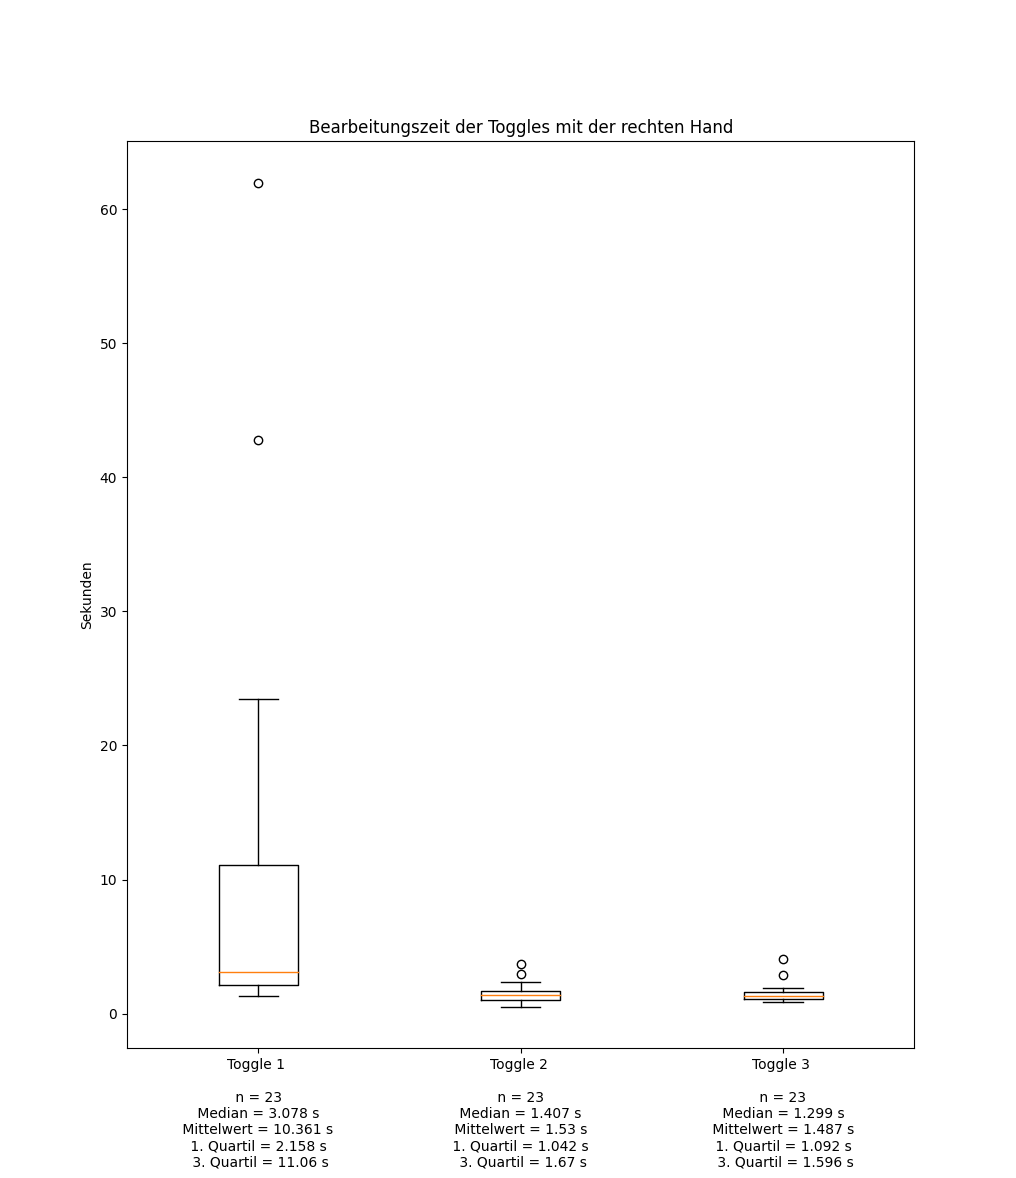 Bearbeitungszeit der Toggles mit der rechten Hand
60
50
40
30
20
10
0
Sekunden
Toggle 1 Toggle 2 Toggle 3
n = 23 n = 23 n = 23
Median = 3.078 s Median = 1.407 s Median = 1.299 s
Mittelwert = 10.361 s Mittelwert = 1.53 s Mittelwert = 1.487 s
1. Quartil = 2.158 s 1. Quartil = 1.042 s 1. Quartil = 1.092 s
3. Quartil = 11.06 s 3. Quartil = 1.67 s 3. Quartil = 1.596 s